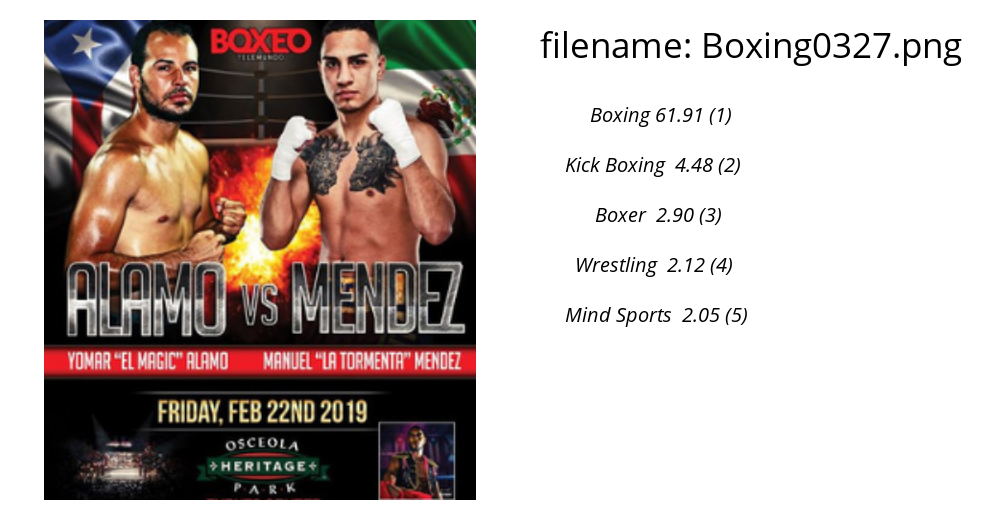 BOXEO
TELEMUNDO
ALAMO VS MENDEZ
YOMAR "EL MAGIC" ALAMO MANUEL "LA TORMENTA" MENDEZ
FRIDAY, FEB 22ND 2019
OSCEOLA
HERITAGE
PARK
filename: Boxing0327.png
Boxing 61.91 (1)
Kick Boxing 4.48 (2)
Boxer 2.90 (3)
Wrestling 2.12 (4)
Mind Sports 2.05 (5)